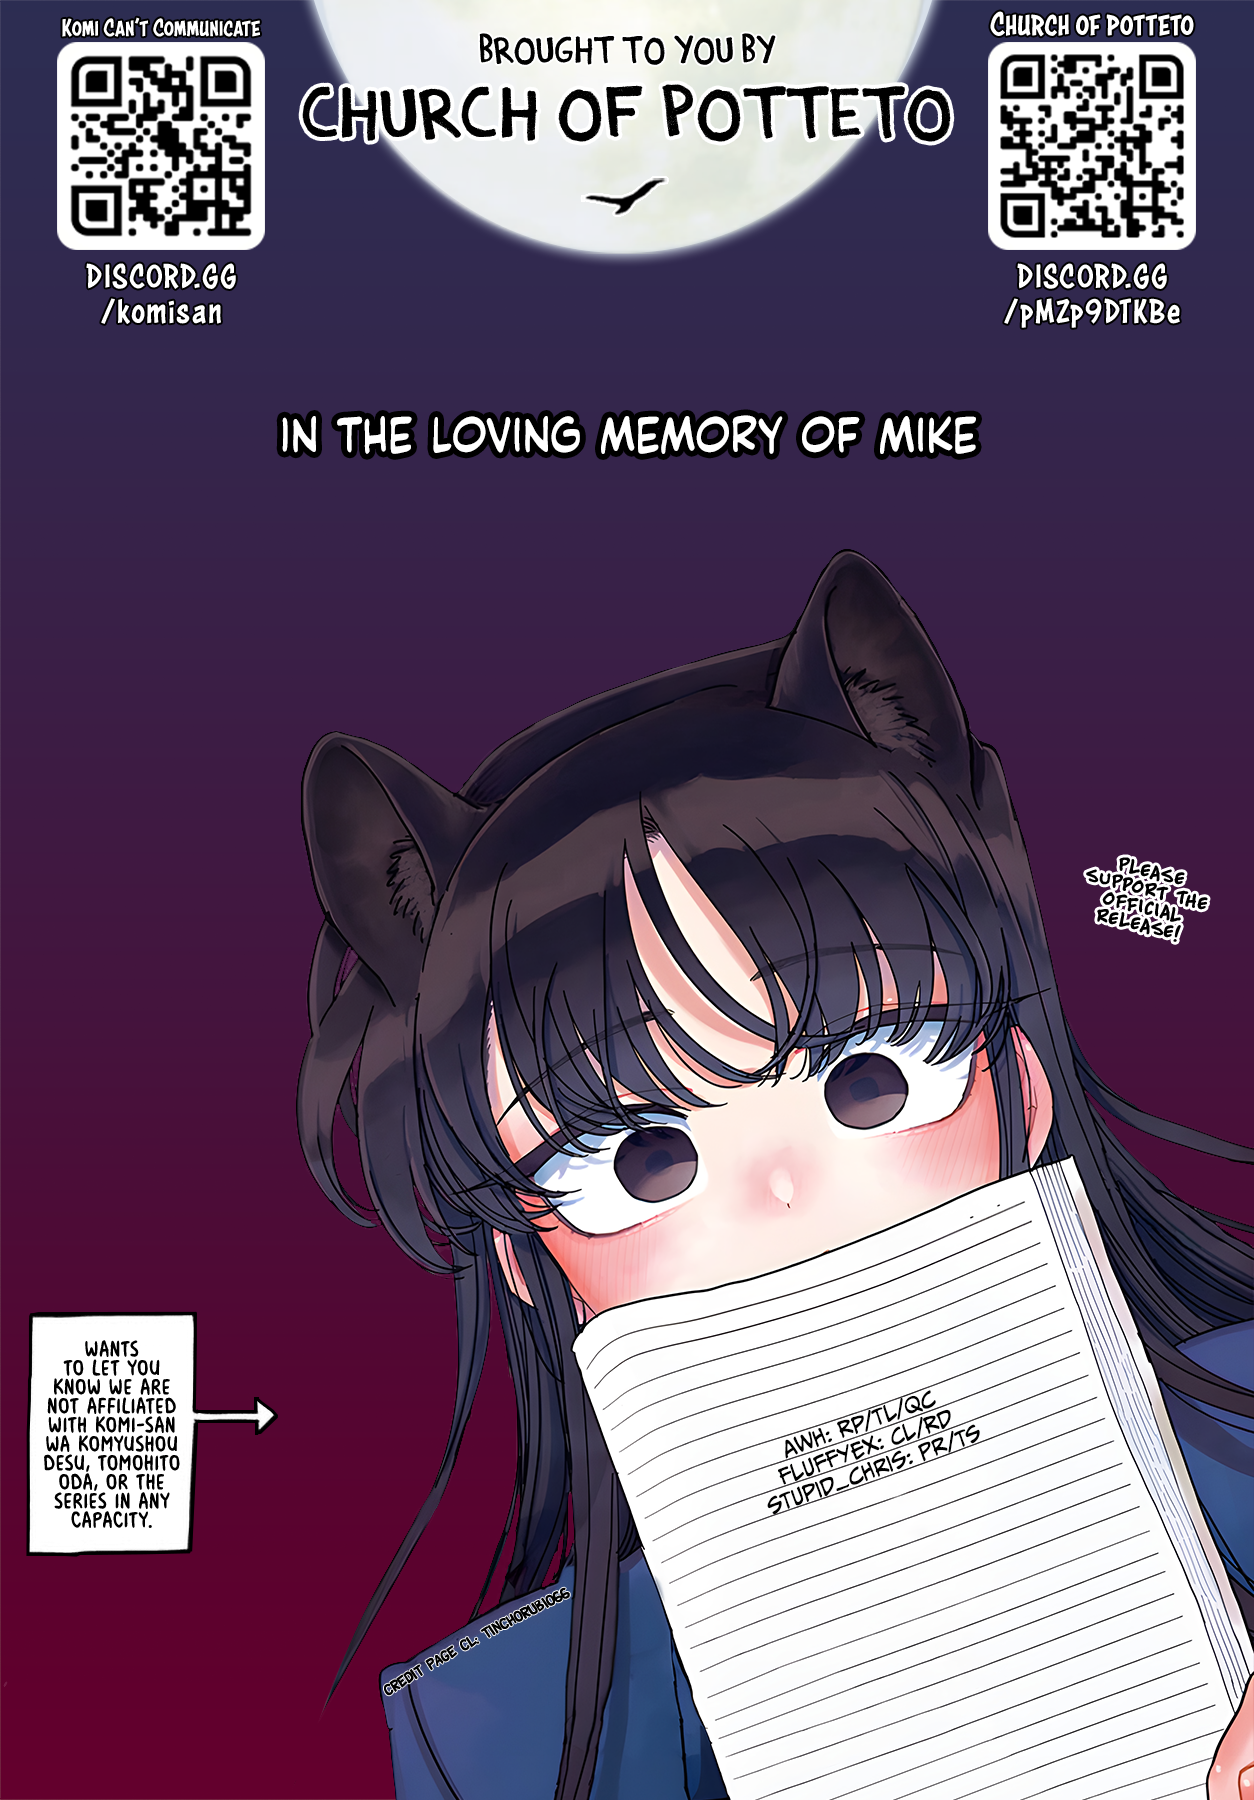 KOMI CAN'T COMMUNICATE
DISCORD.GG
/komisan
BROUGHT TO YOU BY
CHURCH OF POTTETO
CHURCH OF POTTETO
DISCORD.GG
/pMZp9DTKBe
IN THE LOVING MEMORY OF MIKE
PLEASE
SUPPORT THE
OFFICIAL
RELEASE!
WANTS
TO LET YOU
KNOW WE ARE
NOT AFFILIATED
WITH KOMI-SAN
WA KOMYUSHOU
DESU, TOMOHITO
ODA, OR THE
SERIES IN ANY
CAPACITY.
AWH: RP/TL/QC
FLUFFYEX: CL/RD
STUPID_CHRIS: PR/TS
CREDIT PAGE CL: TINCHORUB1066